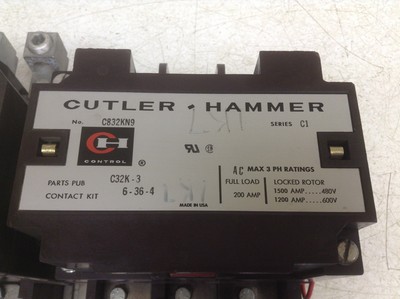 CUTLER • HAMMER
No. C832KN9 SERIES C1
CH
CONTROL ®
AC MAX 3 PH RATINGS
FULL LOAD LOCKED ROTOR
200 AMP 1500 AMP.....480V
1200 AMP.....600V
PARTS PUB C32K-3
CONTACT KIT 6-36-4
MADE IN USA